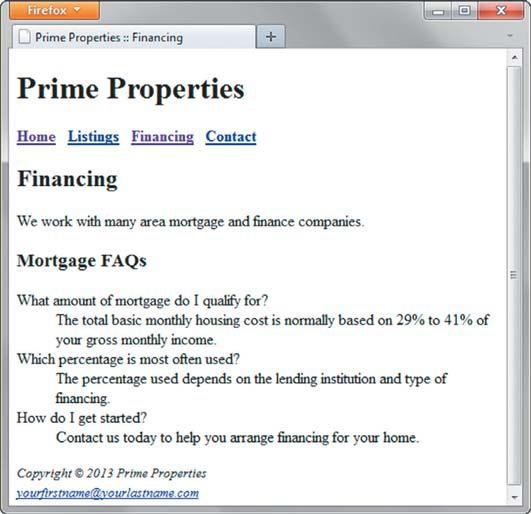 Firefox
Prime Properties :: Financing
Prime Properties
Home Listings Financing Contact
Financing
We work with many area mortgage and finance companies.
Mortgage FAQs
What amount of mortgage do I qualify for?
The total basic monthly housing cost is normally based on 29% to 41% of
your gross monthly income.
Which percentage is most often used?
The percentage used depends on the lending institution and type of
financing.
How do I get started?
Contact us today to help you arrange financing for your home.
Copyright © 2013 Prime Properties
yourfirstname@yourlastname.com